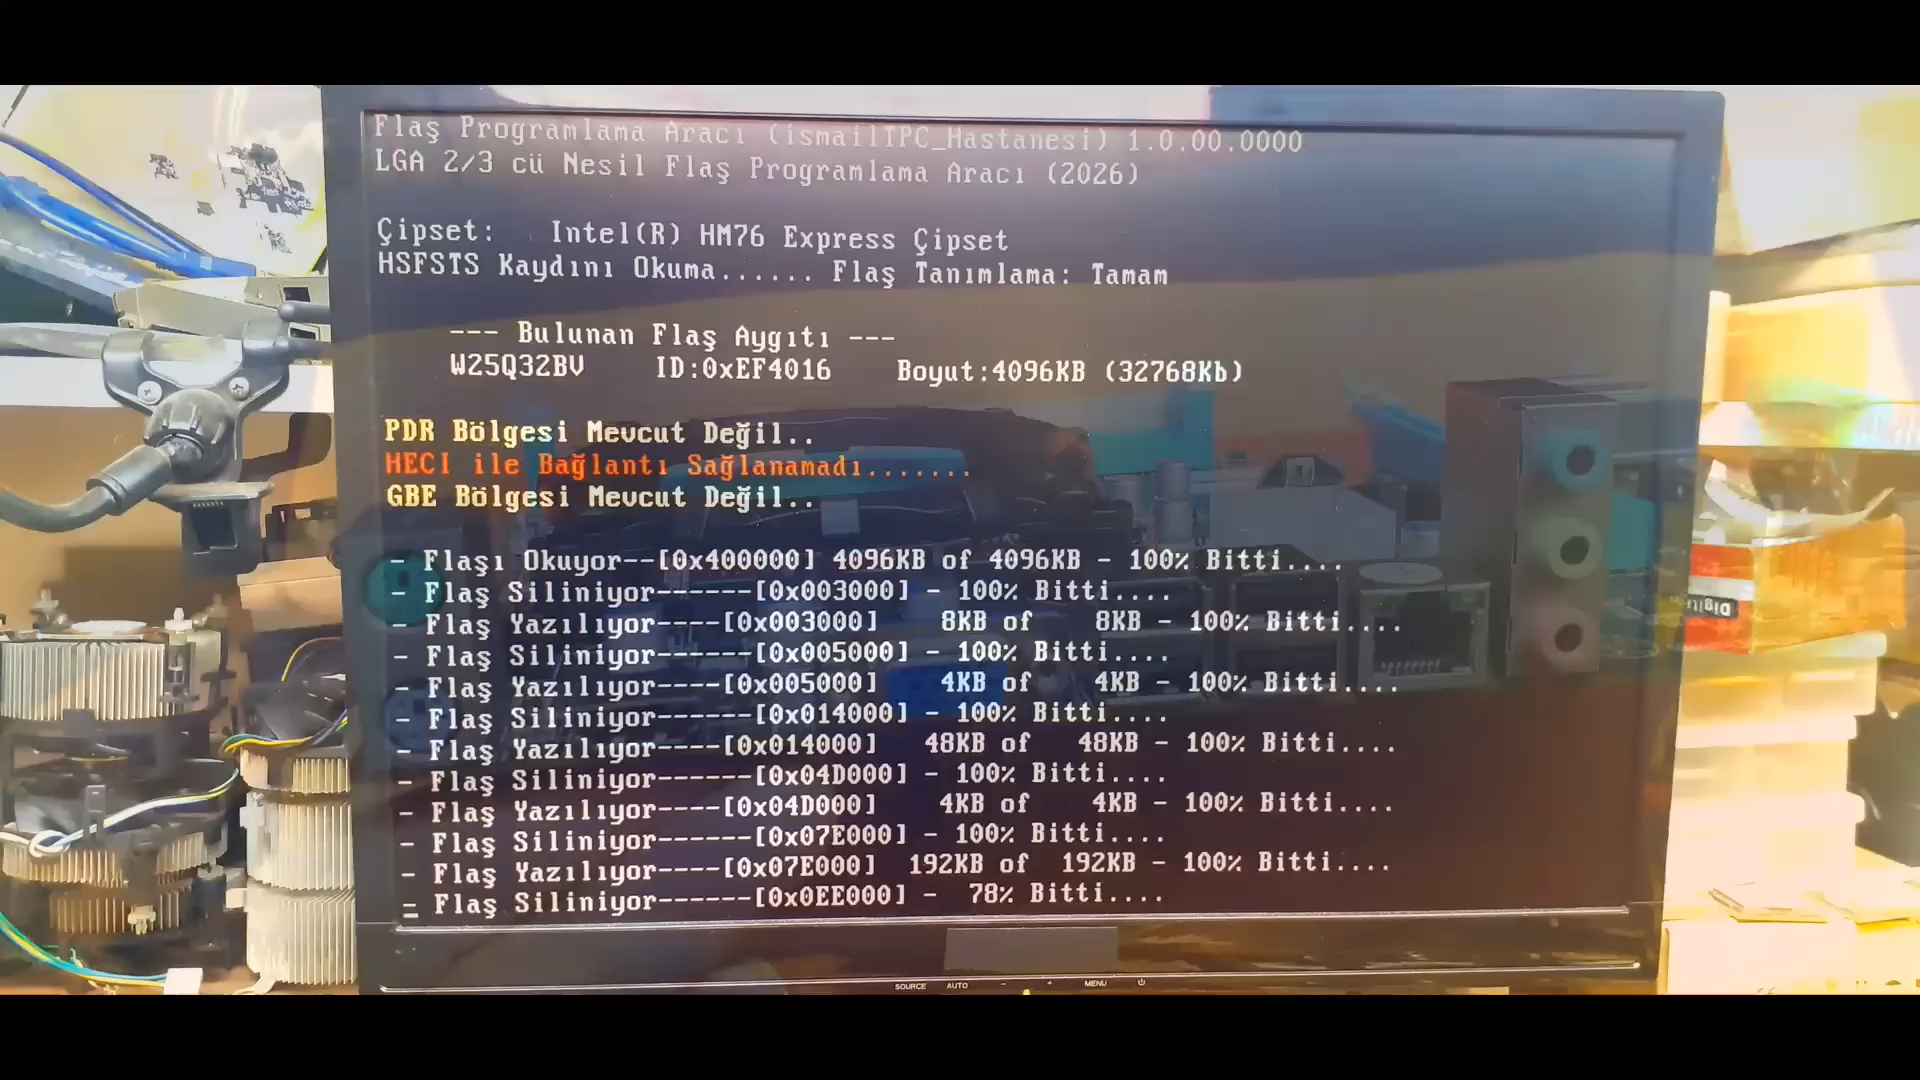 Flaş Programlama Aracı (ismailTPC_Hastanesi) 1.0.00.0000
LGA 2/3 cü Nesil Flaş Programlama Aracı (2026)
Çipset: Intel(R) HM76 Express Çipset
HSFSTS Kaydını Okuma...... Flaş Tanımlama: Tamam
--- Bulunan Flaş Aygıtı ---
W25Q32BV ID:0xEF4016 Boyut:4096KB (32768Kb)
PDR Bölgesi Mevcut Değil..
HECI ile Bağlantı Sağlanamadı.......
GBE Bölgesi Mevcut Değil..
- Flaşı Okuyor--[0x400000] 4096KB of 4096KB - 100% Bitti....
- Flaş Siliniyor------[0x003000] - 100% Bitti....
- Flaş Yazılıyor----[0x003000] 8KB of 8KB - 100% Bitti....
- Flaş Siliniyor------[0x005000] - 100% Bitti....
- Flaş Yazılıyor----[0x005000] 4KB of 4KB - 100% Bitti....
- Flaş Siliniyor------[0x014000] - 100% Bitti....
- Flaş Yazılıyor----[0x014000] 48KB of 48KB - 100% Bitti....
- Flaş Siliniyor------[0x04D000] - 100% Bitti....
- Flaş Yazılıyor----[0x04D000] 4KB of 4KB - 100% Bitti....
- Flaş Siliniyor------[0x07E000] - 100% Bitti....
- Flaş Yazılıyor----[0x07E000] 192KB of 192KB - 100% Bitti....
- Flaş Siliniyor------[0x0EE000] - 78% Bitti....
SOURCE AUTO - + MENU
Digit